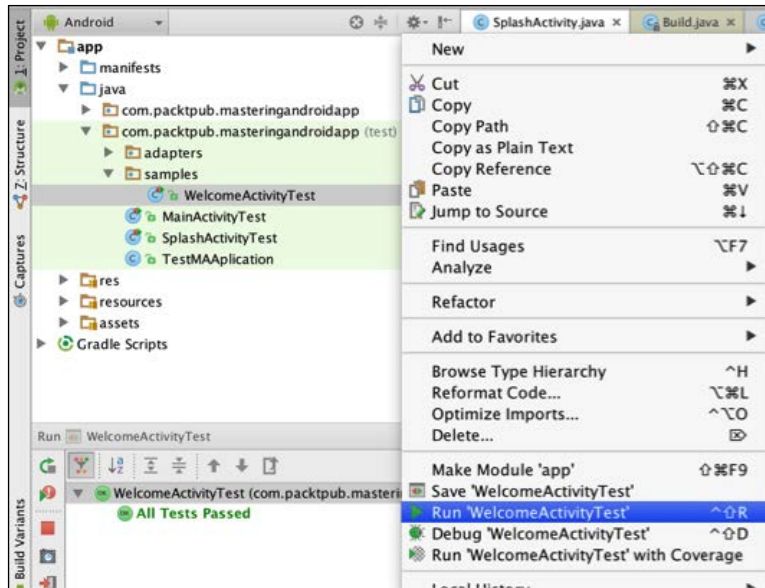 Android
SplashActivity.java ×
Build.java ×
1: Project
app
manifests
java
com.packtpub.masteringandroidapp
com.packtpub.masteringandroidapp (test)
adapters
samples
WelcomeActivityTest
MainActivityTest
SplashActivityTest
TestMAAplication
res
resources
assets
Gradle Scripts
Z: Structure
Captures
Build Variants
Run WelcomeActivityTest
WelcomeActivityTest (com.packtpub.masteri
All Tests Passed
New
Cut ⌘X
Copy ⌘C
Copy Path ⇧⌘C
Copy as Plain Text
Copy Reference ⌥⇧⌘C
Paste ⌘V
Jump to Source ⌘↓
Find Usages ⌥F7
Analyze
Refactor
Add to Favorites
Browse Type Hierarchy ^H
Reformat Code... ⌥⌘L
Optimize Imports... ^⌥O
Delete... ⌦
Make Module 'app' ⇧⌘F9
Save 'WelcomeActivityTest'
Run 'WelcomeActivityTest' ^⇧R
Debug 'WelcomeActivityTest' ^⇧D
Run 'WelcomeActivityTest' with Coverage
Local History